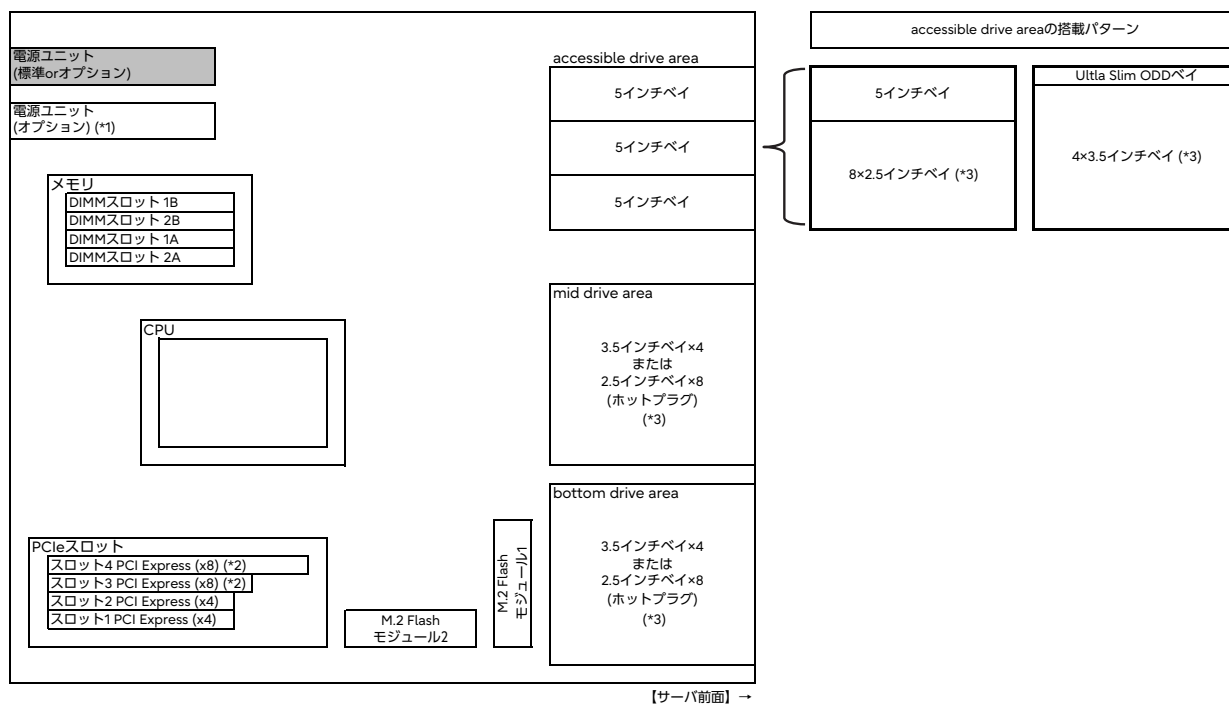 電源ユニット
(標準orオプション)
電源ユニット
(オプション) (*1)
メモリ
DIMMスロット 1B
DIMMスロット 2B
DIMMスロット 1A
DIMMスロット 2A
CPU
PCIeスロット
スロット4 PCI Express (x8) (*2)
スロット3 PCI Express (x8) (*2)
スロット2 PCI Express (x4)
スロット1 PCI Express (x4)
M.2 Flash
モジュール2
M.2 Flash
モジュール1
accessible drive area
5インチベイ
5インチベイ
5インチベイ
mid drive area
3.5インチベイ×4
または
2.5インチベイ×8
(ホットプラグ)
(*3)
bottom drive area
3.5インチベイ×4
または
2.5インチベイ×8
(ホットプラグ)
(*3)
【サーバ前面】→
accessible drive areaの搭載パターン
5インチベイ
8×2.5インチベイ (*3)
Ultla Slim ODDベイ
4×3.5インチベイ (*3)